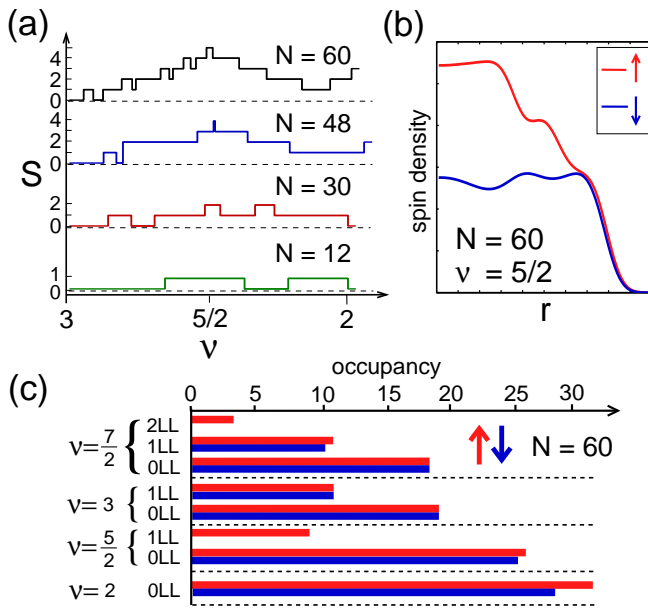 (a)
S
4
2
0
N = 60
4
2
0
N = 48
2
0
N = 30
1
0
N = 12
3
5/2
2
ν
(b)
spin density
↑
↓
N = 60
ν = 5/2
r
(c)
occupancy
0 5 10 15 20 25 30
N = 60
ν=7/2 { 2LL
1LL
0LL
ν= 3 { 1LL
0LL
ν=5/2 { 1LL
0LL
ν= 2 0LL